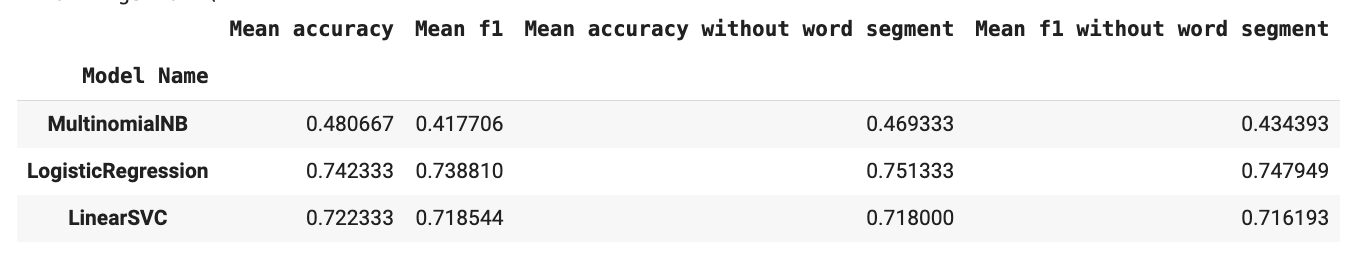 Mean accuracy Mean f1 Mean accuracy without word segment Mean f1 without word segment
Model Name
MultinomialNB 0.480667 0.417706 0.469333 0.434393
LogisticRegression 0.742333 0.738810 0.751333 0.747949
LinearSVC 0.722333 0.718544 0.718000 0.716193